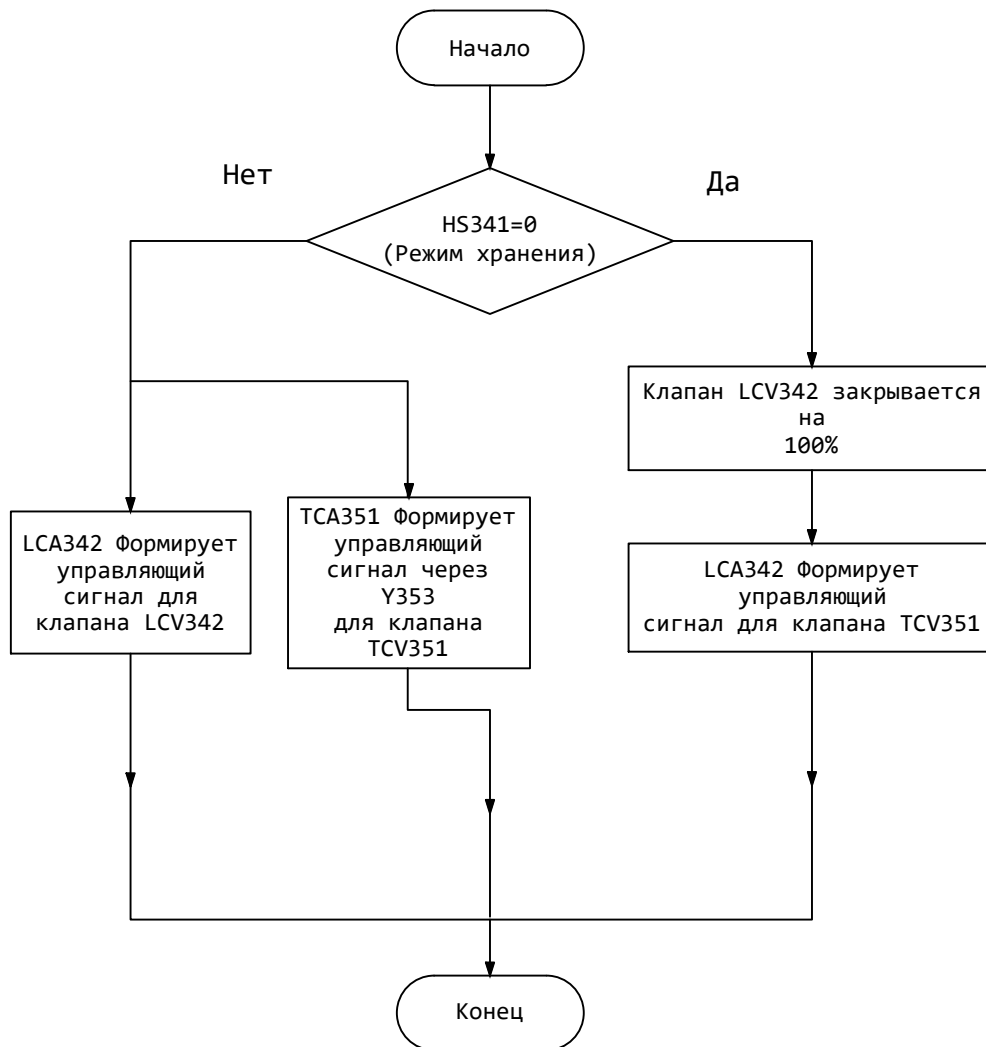 Начало
Нет
Да
HS341=0
(Режим хранения)
Клапан LCV342 закрывается
на
100%
LCA342 Формирует
управляющий
сигнал для
клапана LCV342
TCA351 Формирует
управляющий
сигнал через
Y353
для клапана
TCV351
LCA342 Формирует
управляющий
сигнал для клапана TCV351
Конец